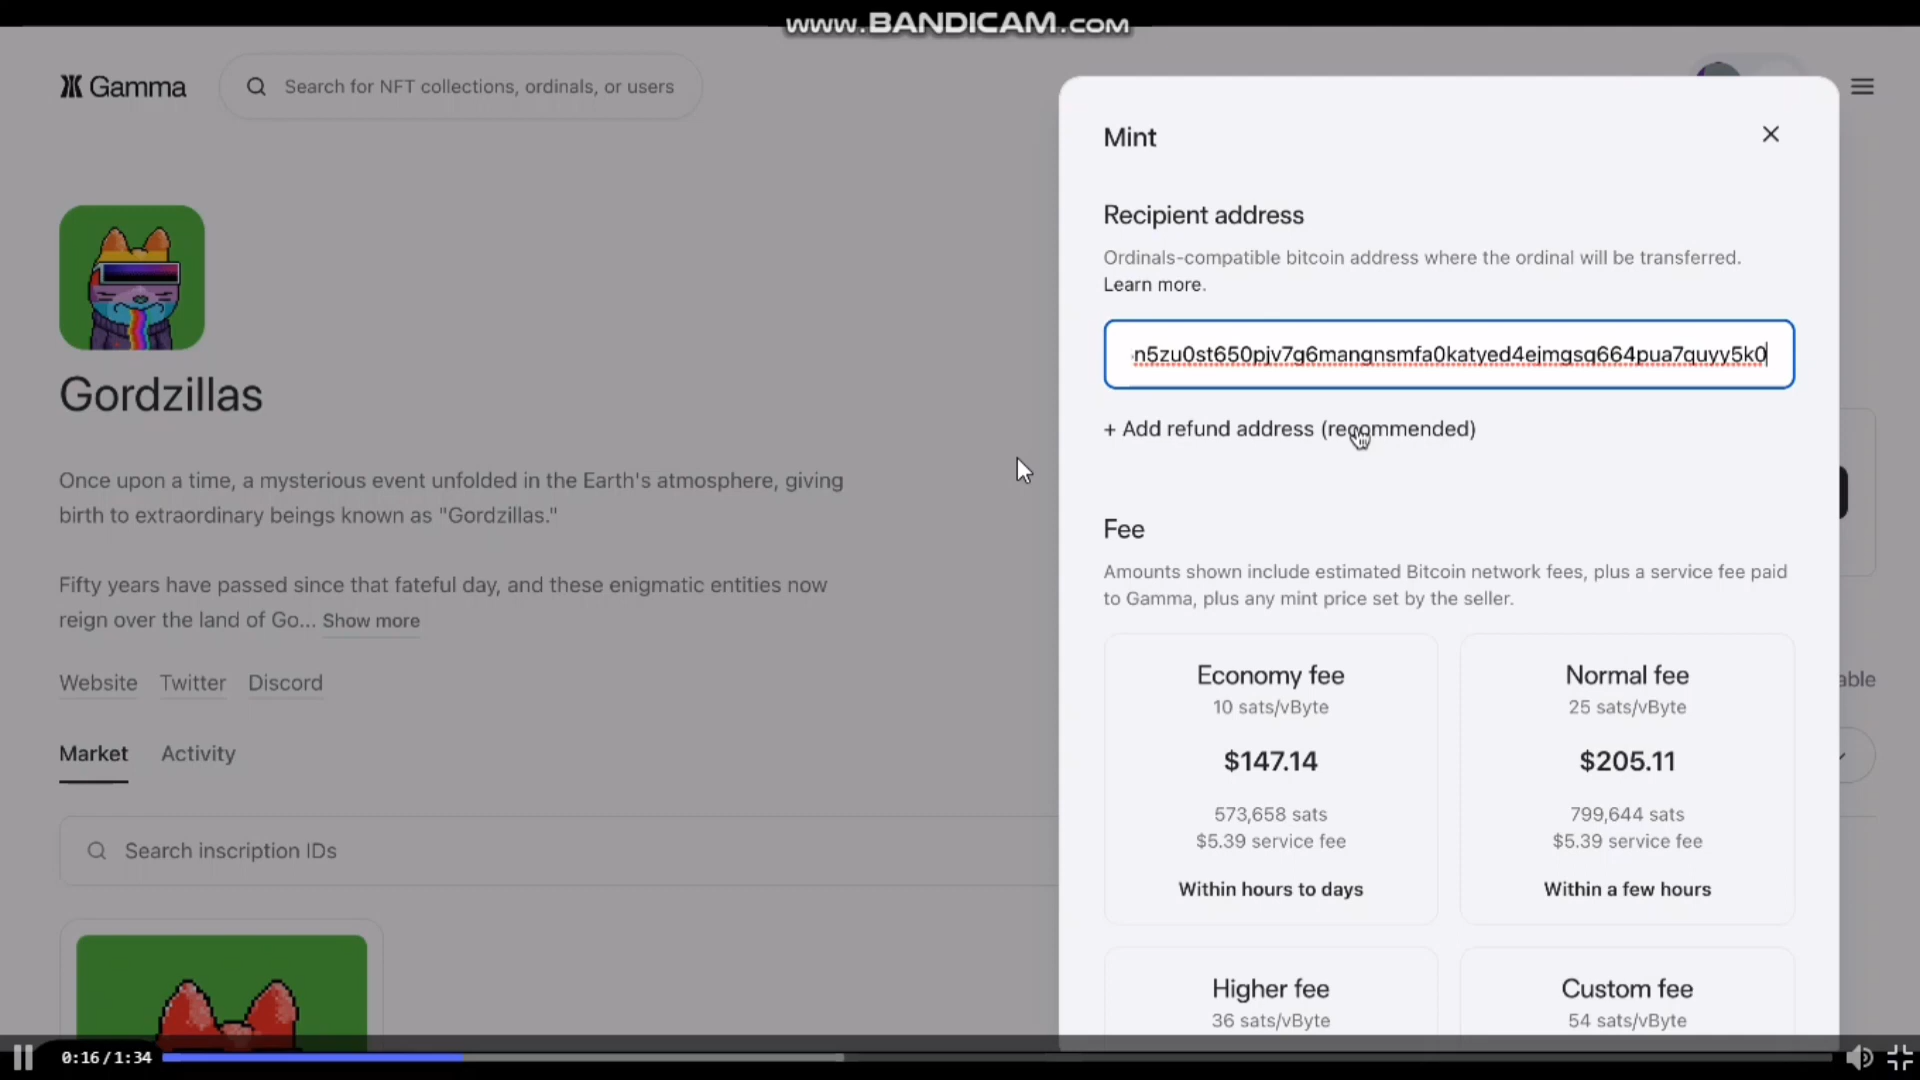 www.BANDICAM.com
Gamma
Search for NFT collections, ordinals, or users
Gordzillas
Once upon a time, a mysterious event unfolded in the Earth's atmosphere, giving
birth to extraordinary beings known as "Gordzillas."
Fifty years have passed since that fateful day, and these enigmatic entities now
reign over the land of Go... Show more
Website Twitter Discord
Market Activity
Search inscription IDs
Mint
Recipient address
Ordinals-compatible bitcoin address where the ordinal will be transferred.
Learn more.
n5zu0st650pjv7g6mangnsmfa0katyed4ejmgsq664pua7quyy5k0
+ Add refund address (recommended)
Fee
Amounts shown include estimated Bitcoin network fees, plus a service fee paid
to Gamma, plus any mint price set by the seller.
Economy fee
10 sats/vByte
$147.14
573,658 sats
$5.39 service fee
Within hours to days
Normal fee
25 sats/vByte
$205.11
799,644 sats
$5.39 service fee
Within a few hours
Higher fee
36 sats/vByte
Custom fee
54 sats/vByte
able
0:16/1:34